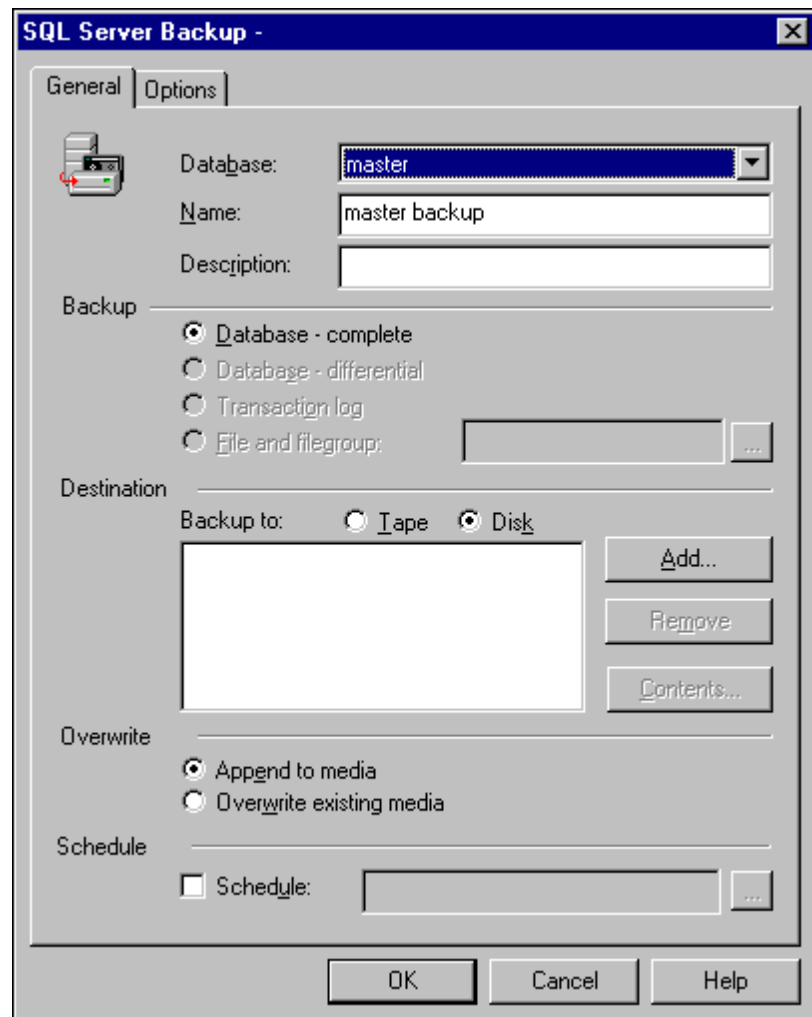 SQL Server Backup -
General Options
Database: master
Name: master backup
Description:
Backup
Database - complete
Database - differential
Transaction log
File and filegroup: ...
Destination
Backup to: Tape Disk
Add...
Remove
Contents...
Overwrite
Append to media
Overwrite existing media
Schedule
Schedule: ...
OK Cancel Help